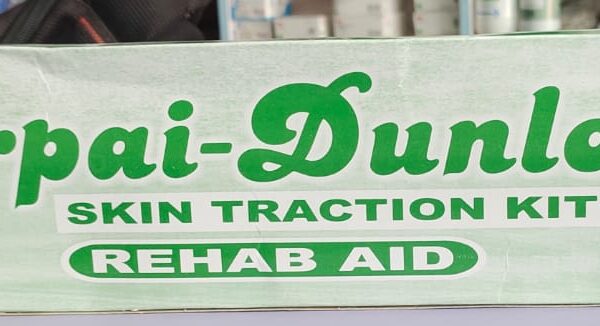 rpai-Dunlo
SKIN TRACTION KIT
REHAB AID